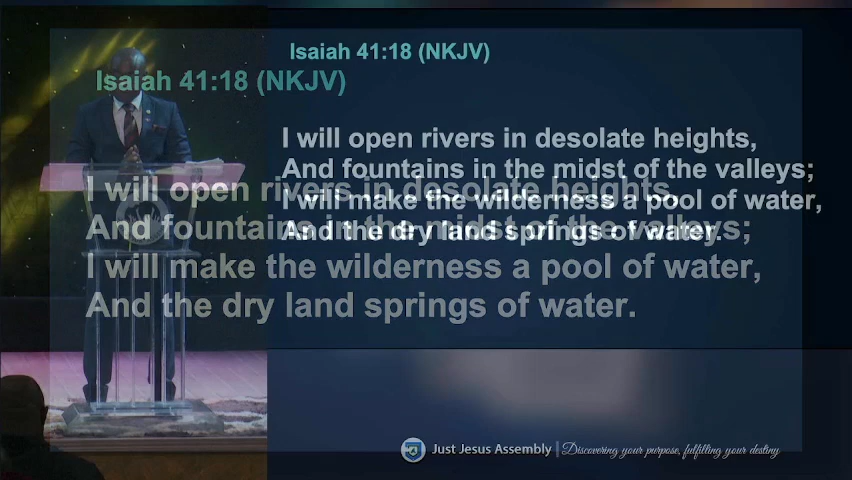 Isaiah 41:18 (NKJV)
I will open rivers in desolate heights,
And fountains in the midst of the valleys;
I will make the wilderness a pool of water,
And the dry land springs of water.
Isaiah 41:18 (NKJV)
I will open rivers in desolate heights,
And fountains in the midst of the valleys;
I will make the wilderness a pool of water,
And the dry land springs of water.
Just Jesus Assembly | Discovering your purpose, fulfilling your destiny